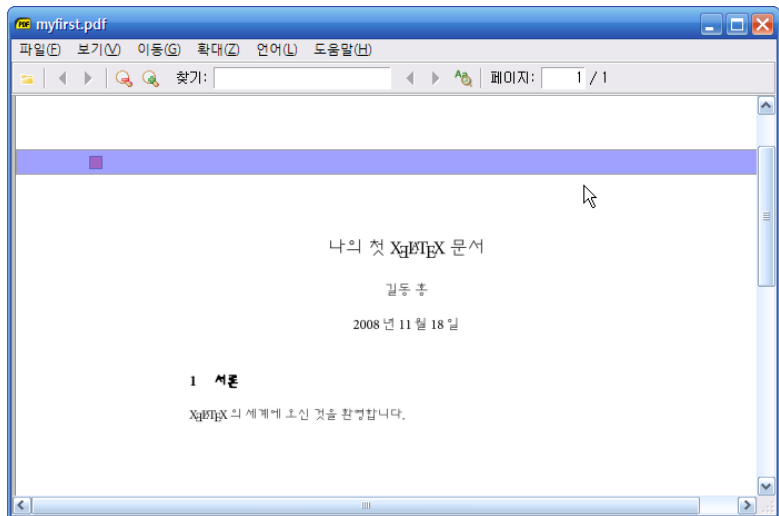 myfirst.pdf
파일(F) 보기(V) 이동(G) 확대(Z) 언어(L) 도움말(H)
찾기: 페이지: 1 / 1
나의 첫 XƎLATEX 문서
길동 홍
2008 년 11 월 18 일
1 서론
XƎLATEX 의 세계에 오신 것을 환영합니다.